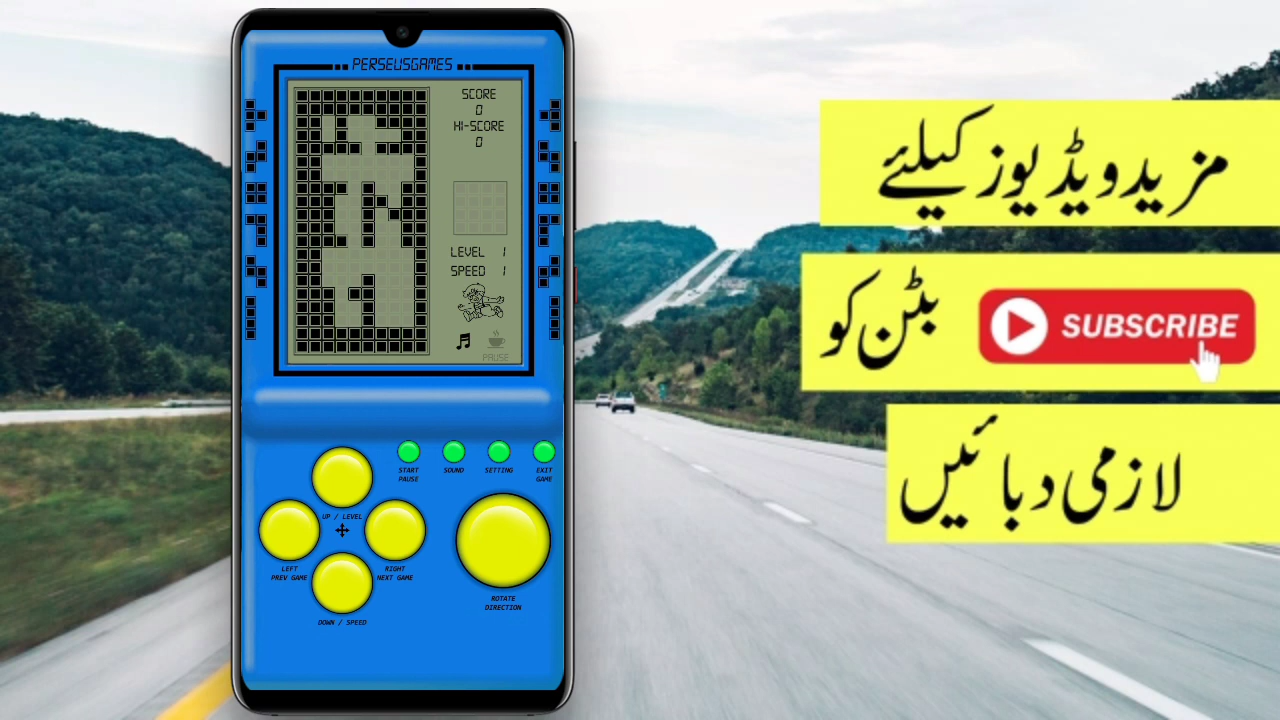 PERSEUSGAMES
SCORE
0
HI-SCORE
0
LEVEL 1
SPEED 1
PAUSE
START
PAUSE
SOUND
SETTING
EXIT
GAME
UP / LEVEL
LEFT
PREV GAME
RIGHT
NEXT GAME
DOWN / SPEED
ROTATE
DIRECTION
مزید ویڈیوز کیلئے
SUBSCRIBE بٹن کو
لازمی دبائیں